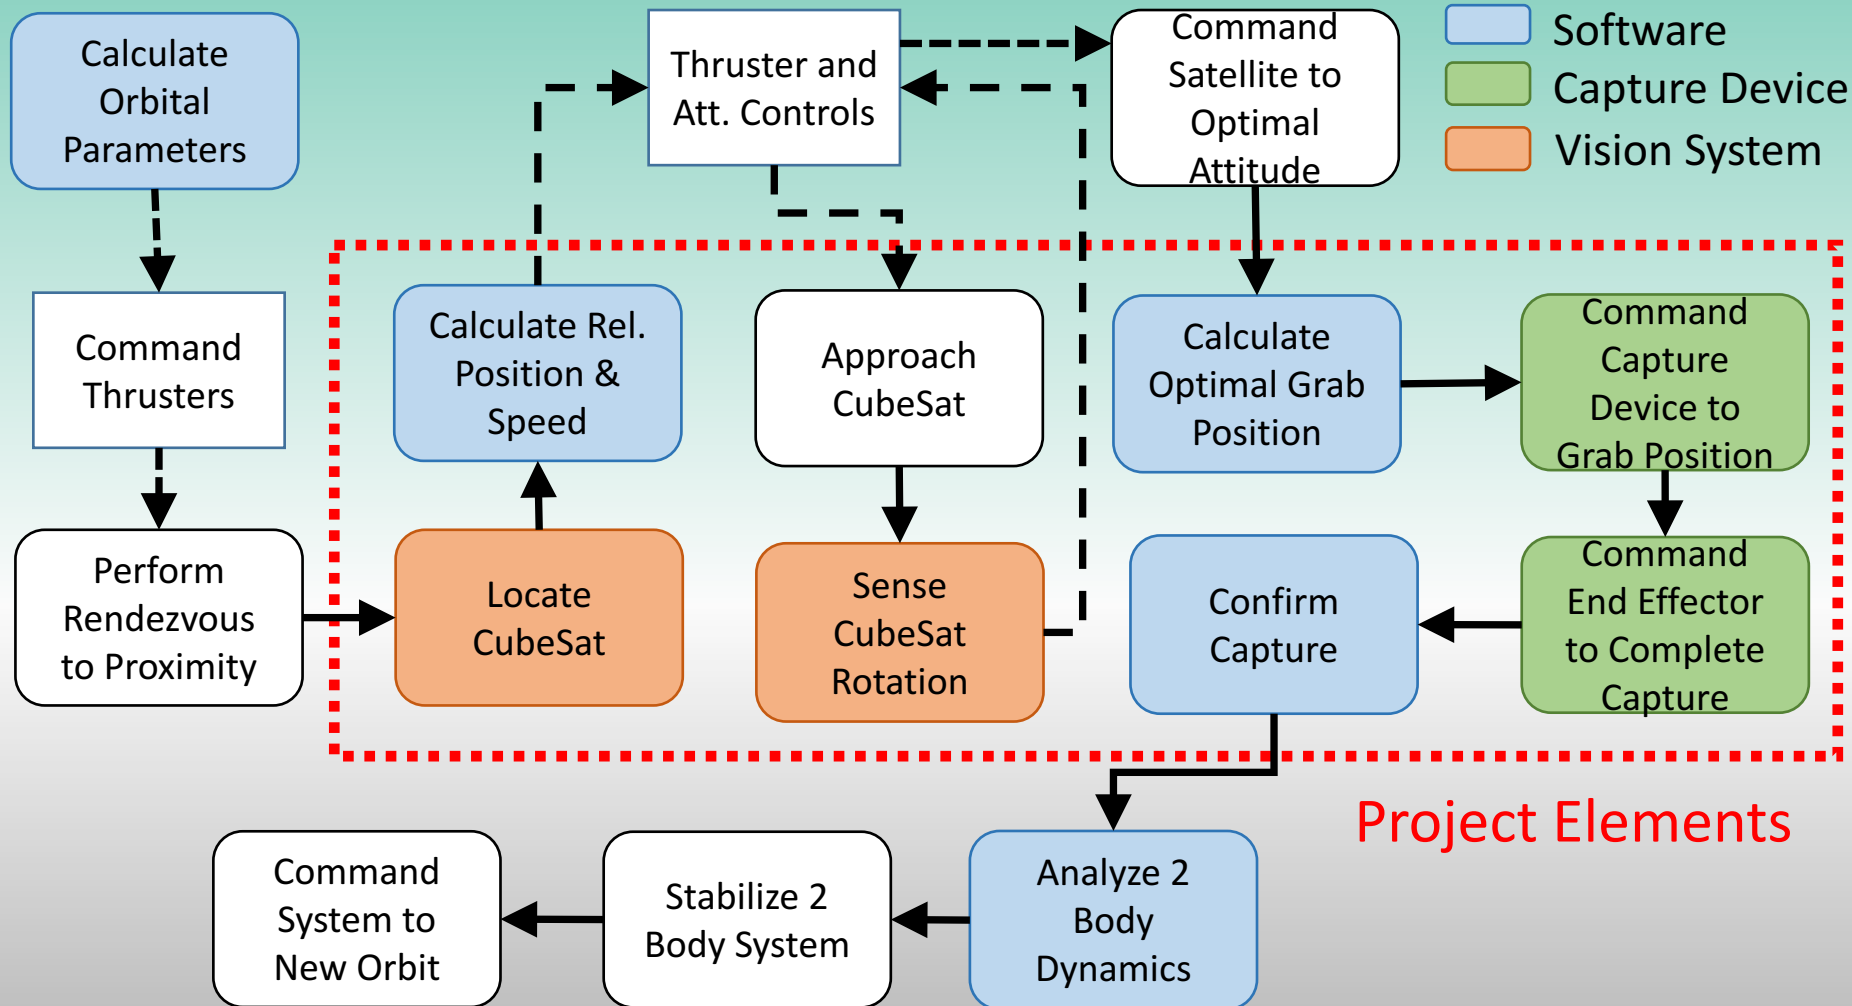 Calculate
Orbital
Parameters
Thruster and
Att. Controls
Command
Satellite to
Optimal
Attitude
Software
Capture Device
Vision System
Command
Thrusters
Calculate Rel.
Position &
Speed
Approach
CubeSat
Calculate
Optimal Grab
Position
Command
Capture
Device to
Grab Position
Perform
Rendezvous
to Proximity
Locate
CubeSat
Sense
CubeSat
Rotation
Confirm
Capture
Command
End Effector
to Complete
Capture
Project Elements
Command
System to
New Orbit
Stabilize 2
Body System
Analyze 2
Body
Dynamics